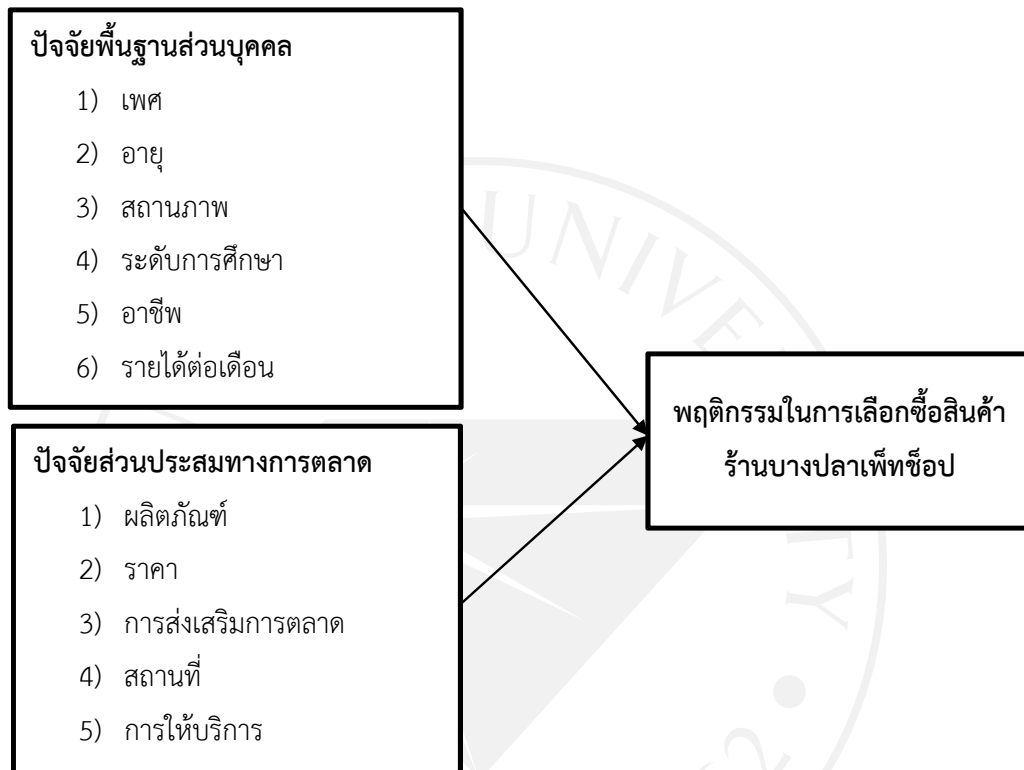 ปัจจัยพื้นฐานส่วนบุคคล
1) เพศ
2) อายุ
3) สถานภาพ
4) ระดับการศึกษา
5) อาชีพ
6) รายได้ต่อเดือน
ปัจจัยส่วนประสมทางการตลาด
1) ผลิตภัณฑ์
2) ราคา
3) การส่งเสริมการตลาด
4) สถานที่
5) การให้บริการ
พฤติกรรมในการเลือกซื้อสินค้า
ร้านบางปลาเพ็ทช็อป